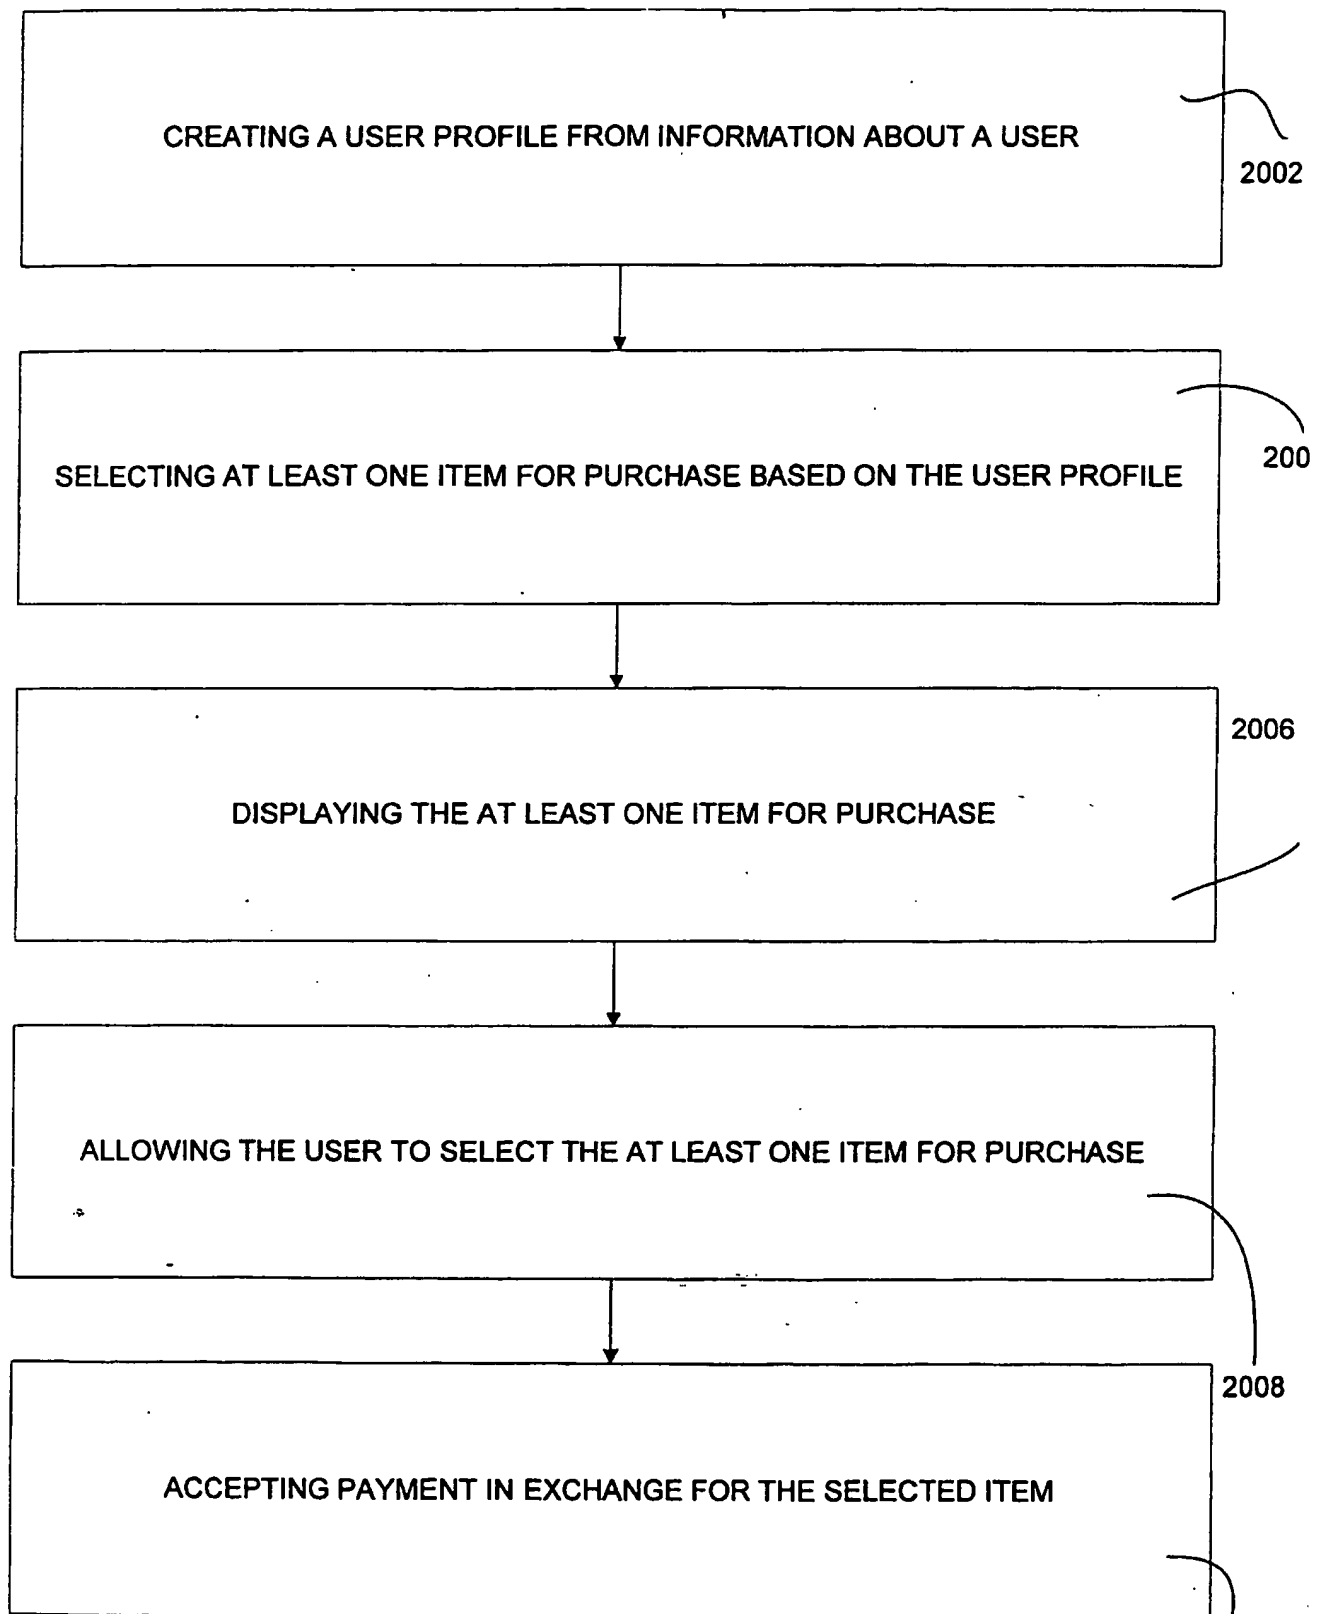 CREATING A USER PROFILE FROM INFORMATION ABOUT A USER
2002
SELECTING AT LEAST ONE ITEM FOR PURCHASE BASED ON THE USER PROFILE
200
2006
DISPLAYING THE AT LEAST ONE ITEM FOR PURCHASE
ALLOWING THE USER TO SELECT THE AT LEAST ONE ITEM FOR PURCHASE
2008
ACCEPTING PAYMENT IN EXCHANGE FOR THE SELECTED ITEM